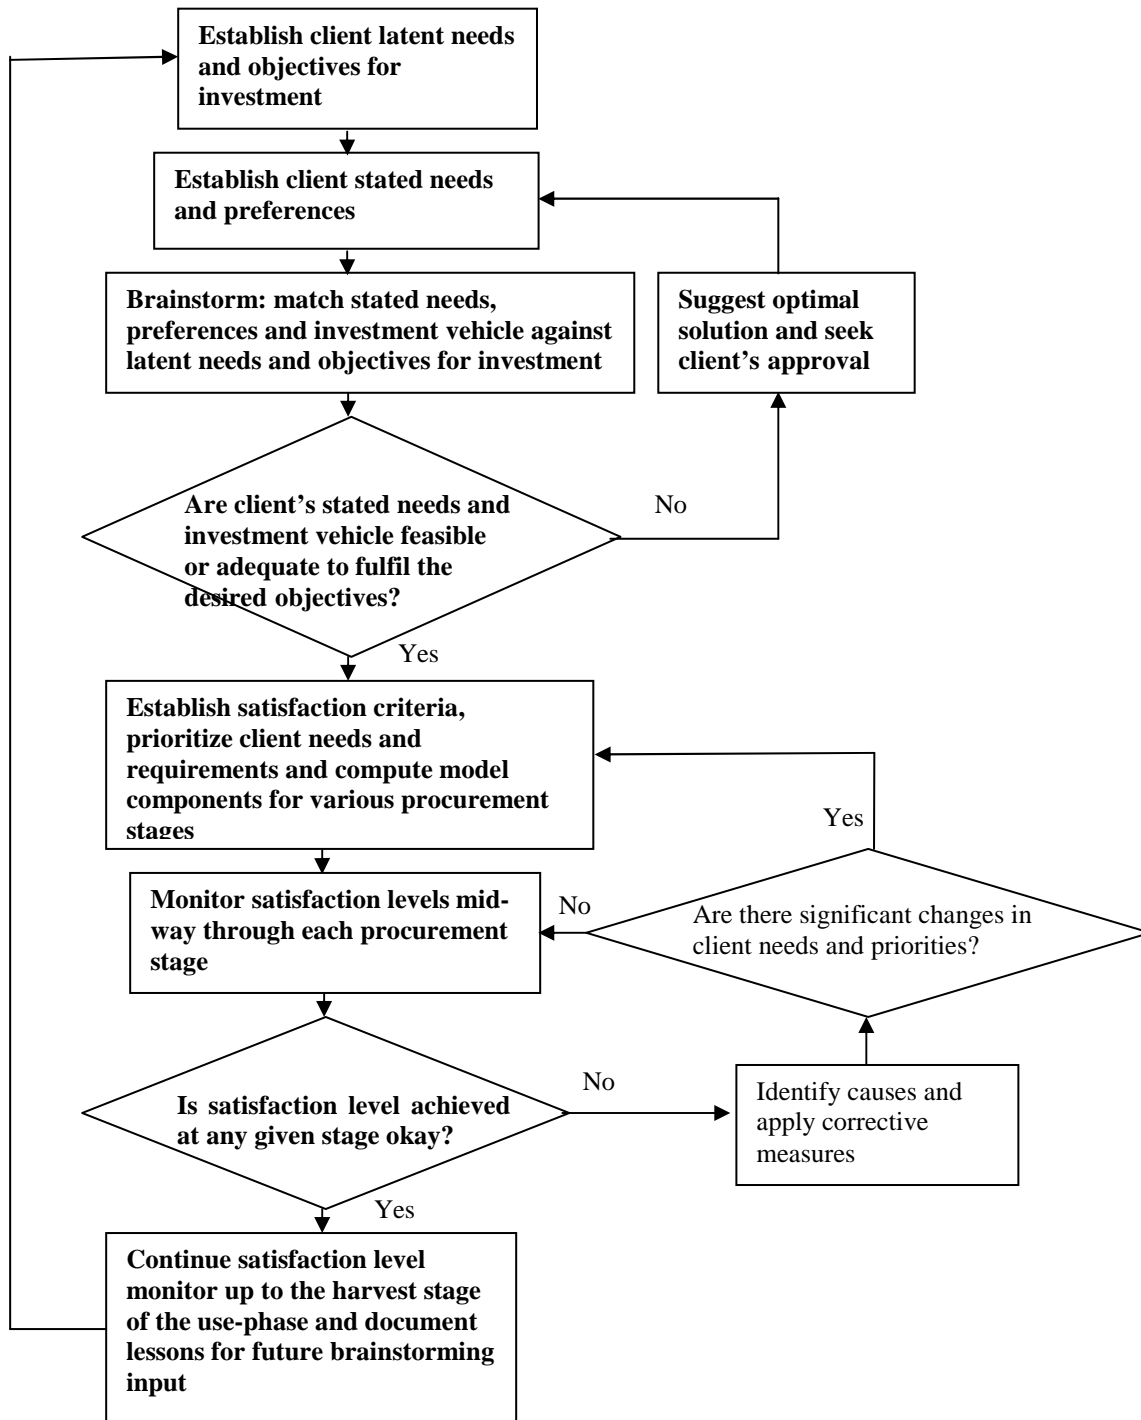 Establish client latent needs
and objectives for
investment
Establish client stated needs
and preferences
Brainstorm: match stated needs,
preferences and investment vehicle against
latent needs and objectives for investment
Suggest optimal
solution and seek
client’s approval
Are client’s stated needs and
investment vehicle feasible
or adequate to fulfil the
desired objectives?
No
Yes
Establish satisfaction criteria,
prioritize client needs and
requirements and compute model
components for various procurement
stages
Yes
Monitor satisfaction levels mid-
way through each procurement
stage
No
Are there significant changes in
client needs and priorities?
Is satisfaction level achieved
at any given stage okay?
No
Identify causes and
apply corrective
measures
Yes
Continue satisfaction level
monitor up to the harvest stage
of the use-phase and document
lessons for future brainstorming
input